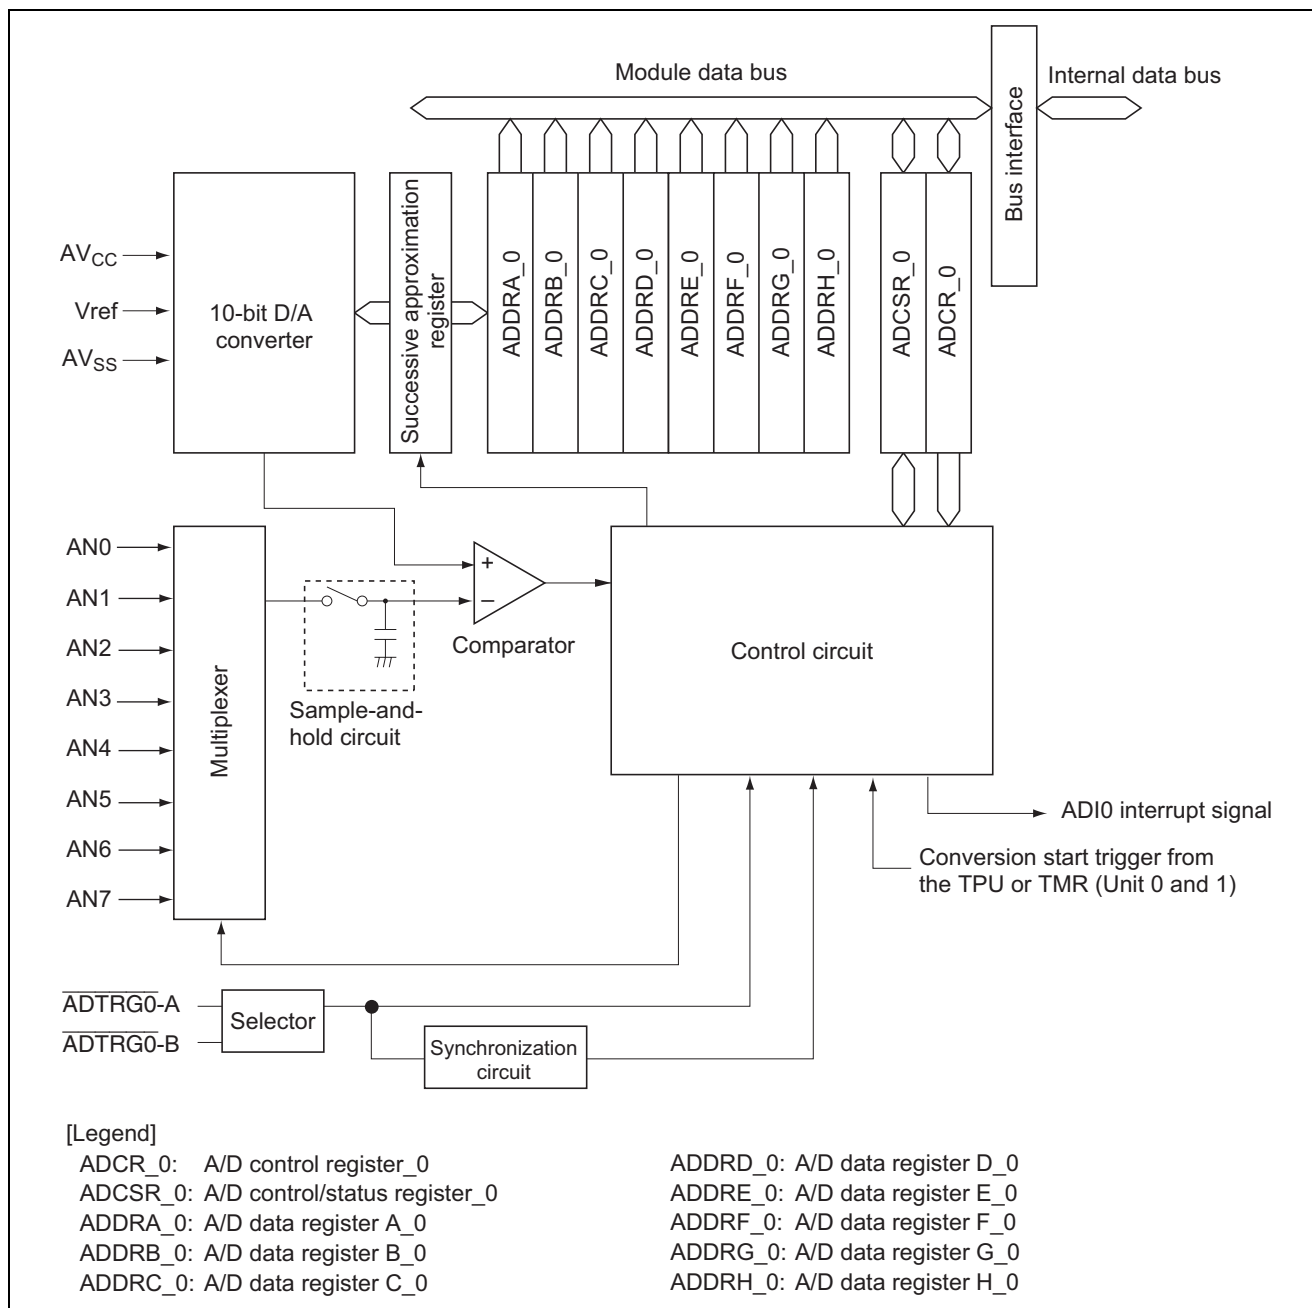 Module data bus
Internal data bus
Bus interface
AVCC
Vref
AVSS
10-bit D/A
converter
Successive approximation
register
ADDRA_0
ADDRB_0
ADDRC_0
ADDRD_0
ADDRE_0
ADDRF_0
ADDRG_0
ADDRH_0
ADCSR_0
ADCR_0
AN0
AN1
AN2
AN3
AN4
AN5
AN6
AN7
Multiplexer
+
−
Comparator
Sample-and-
hold circuit
Control circuit
ADI0 interrupt signal
Conversion start trigger from
the TPU or TMR (Unit 0 and 1)
ADTRG0-A
ADTRG0-B
Selector
Synchronization
circuit
[Legend]
ADCR_0: A/D control register_0
ADCSR_0: A/D control/status register_0
ADDRA_0: A/D data register A_0
ADDRB_0: A/D data register B_0
ADDRC_0: A/D data register C_0
ADDRD_0: A/D data register D_0
ADDRE_0: A/D data register E_0
ADDRF_0: A/D data register F_0
ADDRG_0: A/D data register G_0
ADDRH_0: A/D data register H_0